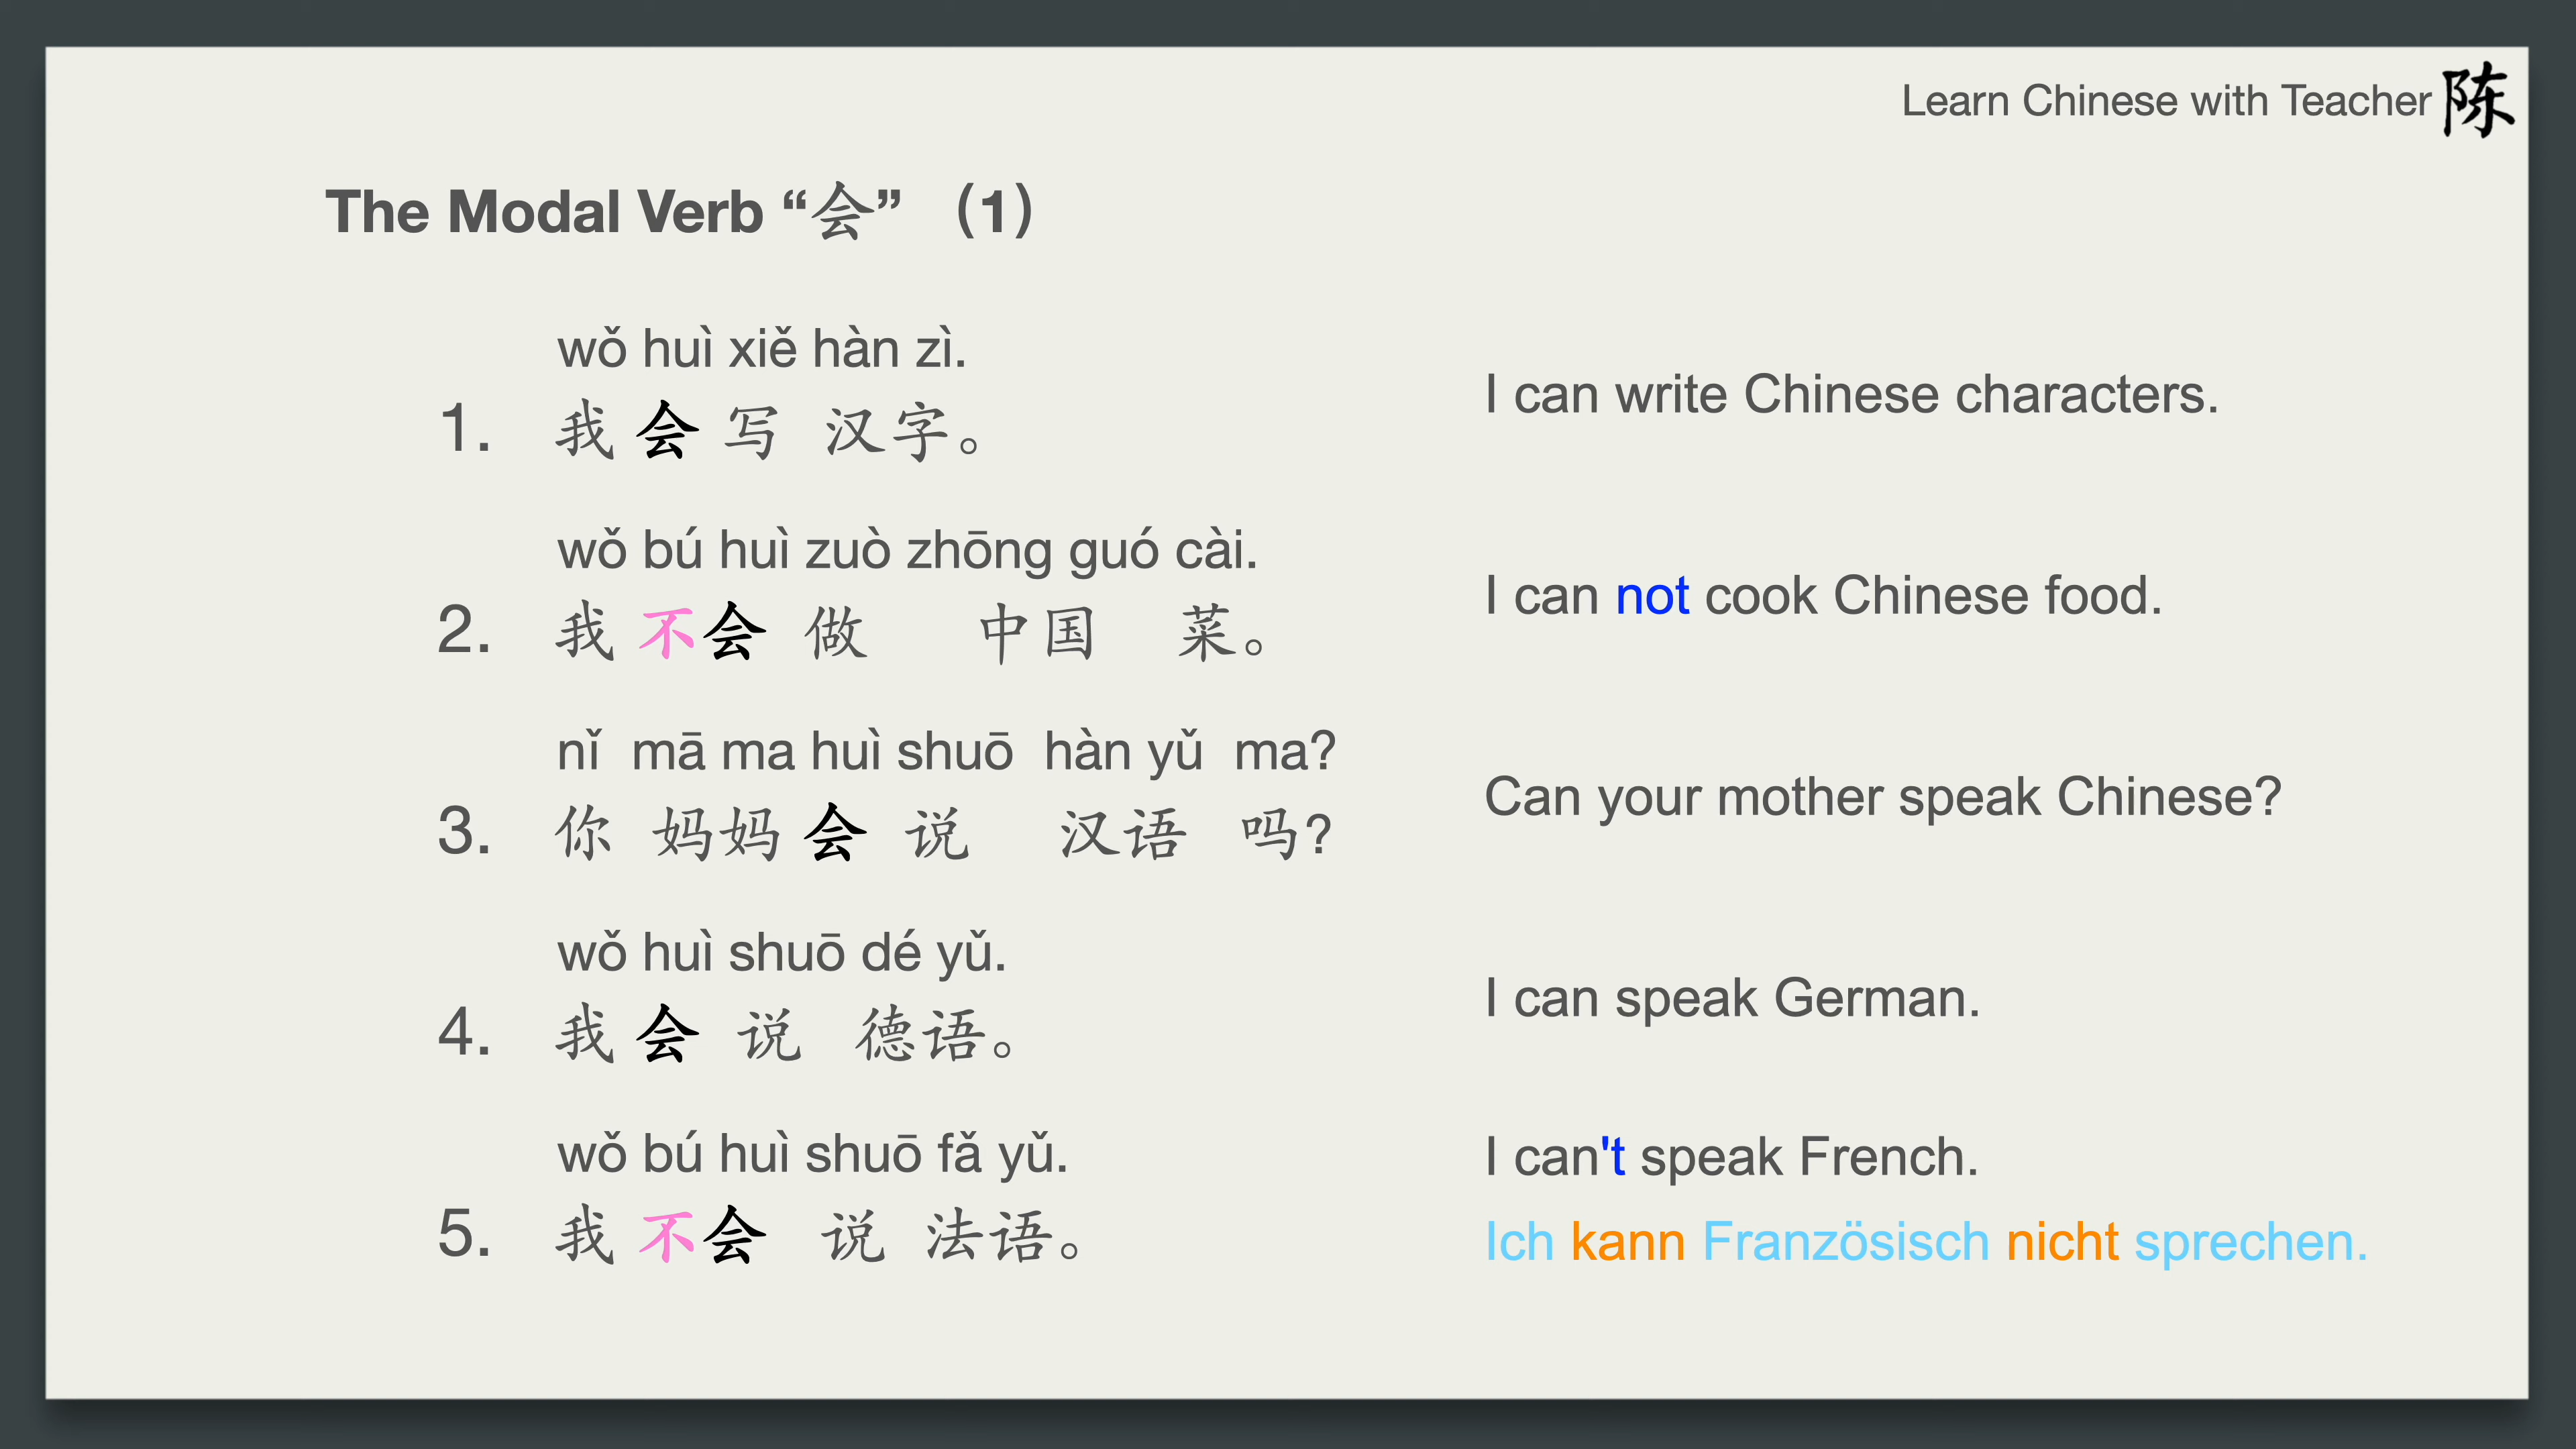 Learn Chinese with Teacher 陈
The Modal Verb “会” (1)
wǒ huì xiě hàn zì.
1. 我 会 写 汉字。
I can write Chinese characters.
wǒ bú huì zuò zhōng guó cài.
2. 我 不会 做 中国 菜。
I can not cook Chinese food.
nǐ mā ma huì shuō hàn yǔ ma?
3. 你 妈妈 会 说 汉语 吗?
Can your mother speak Chinese?
wǒ huì shuō dé yǔ.
4. 我 会 说 德语。
I can speak German.
wǒ bú huì shuō fǎ yǔ.
5. 我 不会 说 法语。
I can't speak French.
Ich kann Französisch nicht sprechen.